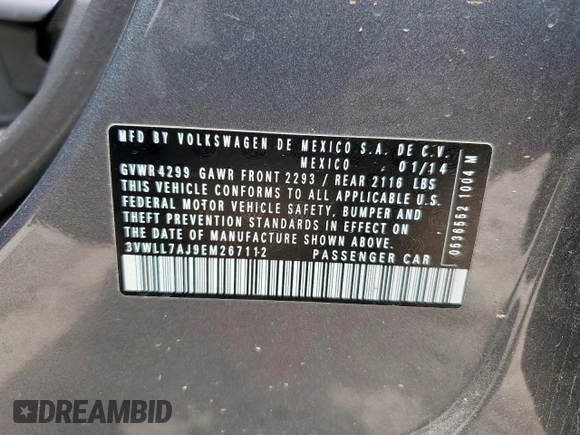 MFD BY VOLKSWAGEN DE MEXICO S.A. DE C.V.
MEXICO 01/14
GVWR 4299 GAWR FRONT 2293 / REAR 2116 LBS
THIS VEHICLE CONFORMS TO ALL APPLICABLE U.S.
FEDERAL MOTOR VEHICLE SAFETY, BUMPER AND
THEFT PREVENTION STANDARDS IN EFFECT ON
THE DATE OF MANUFACTURE SHOWN ABOVE.
3VWLL7AJ9EM267112 PASSENGER CAR
0536552 1004 M
DREAMBID